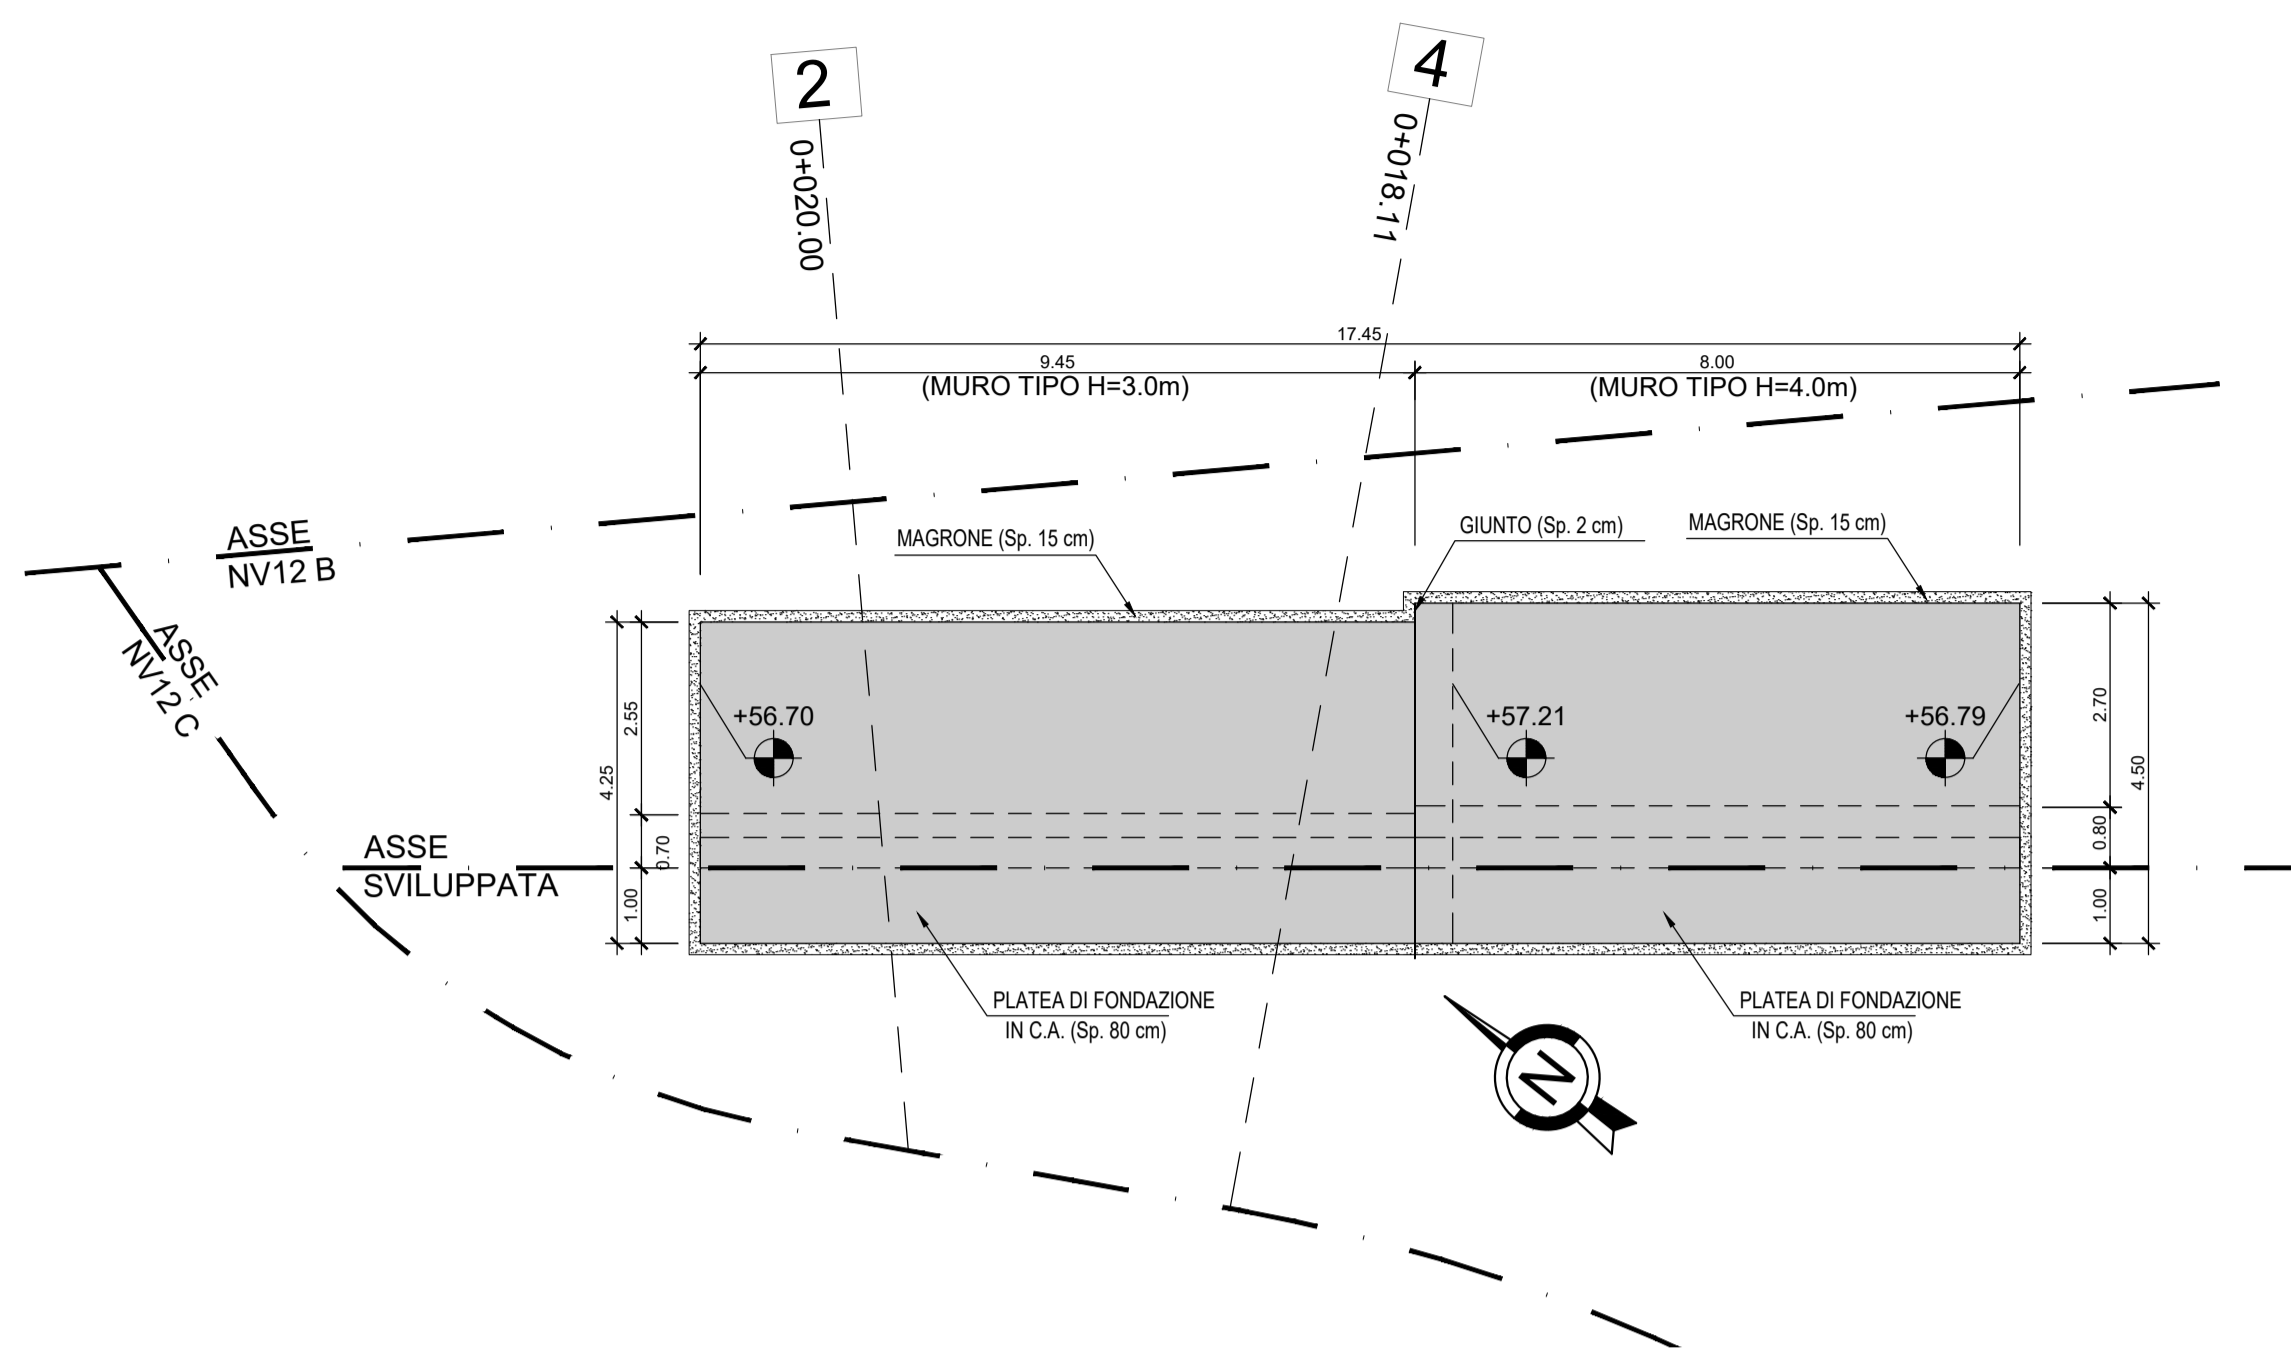 2
4
0+020.00
0+018.11
17.45
9.45
8.00
(MURO TIPO H=3.0m)
(MURO TIPO H=4.0m)
ASSE
NV12 B
ASSE
NV12 C
MAGRONE (Sp. 15 cm)
GIUNTO (Sp. 2 cm)
MAGRONE (Sp. 15 cm)
+56.70
+57.21
+56.79
2.55
4.25
0.70
1.00
2.70
4.50
0.80
1.00
ASSE
SVILUPPATA
PLATEA DI FONDAZIONE
IN C.A. (Sp. 80 cm)
PLATEA DI FONDAZIONE
IN C.A. (Sp. 80 cm)
N